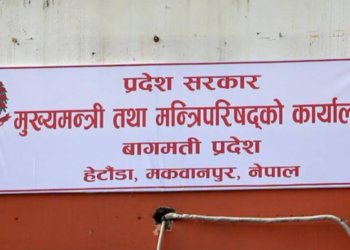 प्रदेश सरकार
मुख्यमन्त्री तथा मन्त्रिपरिषद्को कार्याल
बागमती प्रदेश
हेटौंडा, मकवानपुर, नेपाल